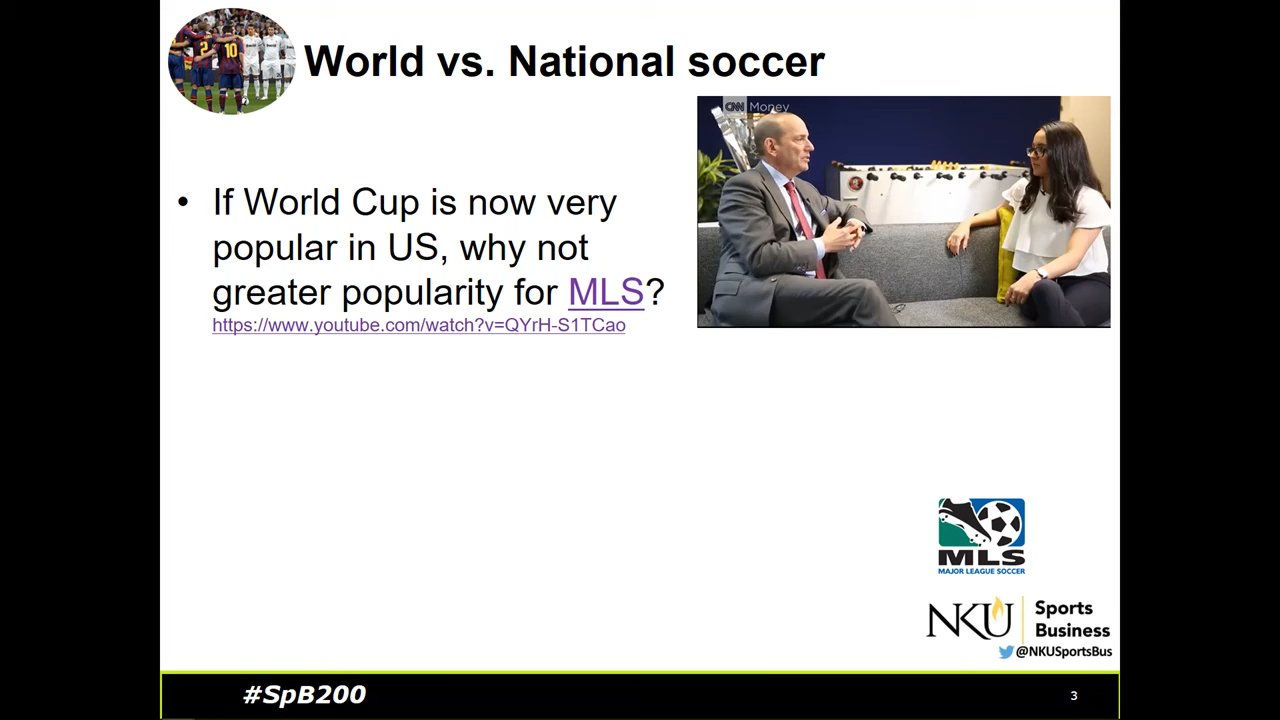 World vs. National soccer
CNN Money
• If World Cup is now very
popular in US, why not
greater popularity for MLS?
https://www.youtube.com/watch?v=QYrH-S1TCao
2
10
MLS
MAJOR LEAGUE SOCCER
NKU
Sports
Business
@NKUSportsBus
#SpB200
3